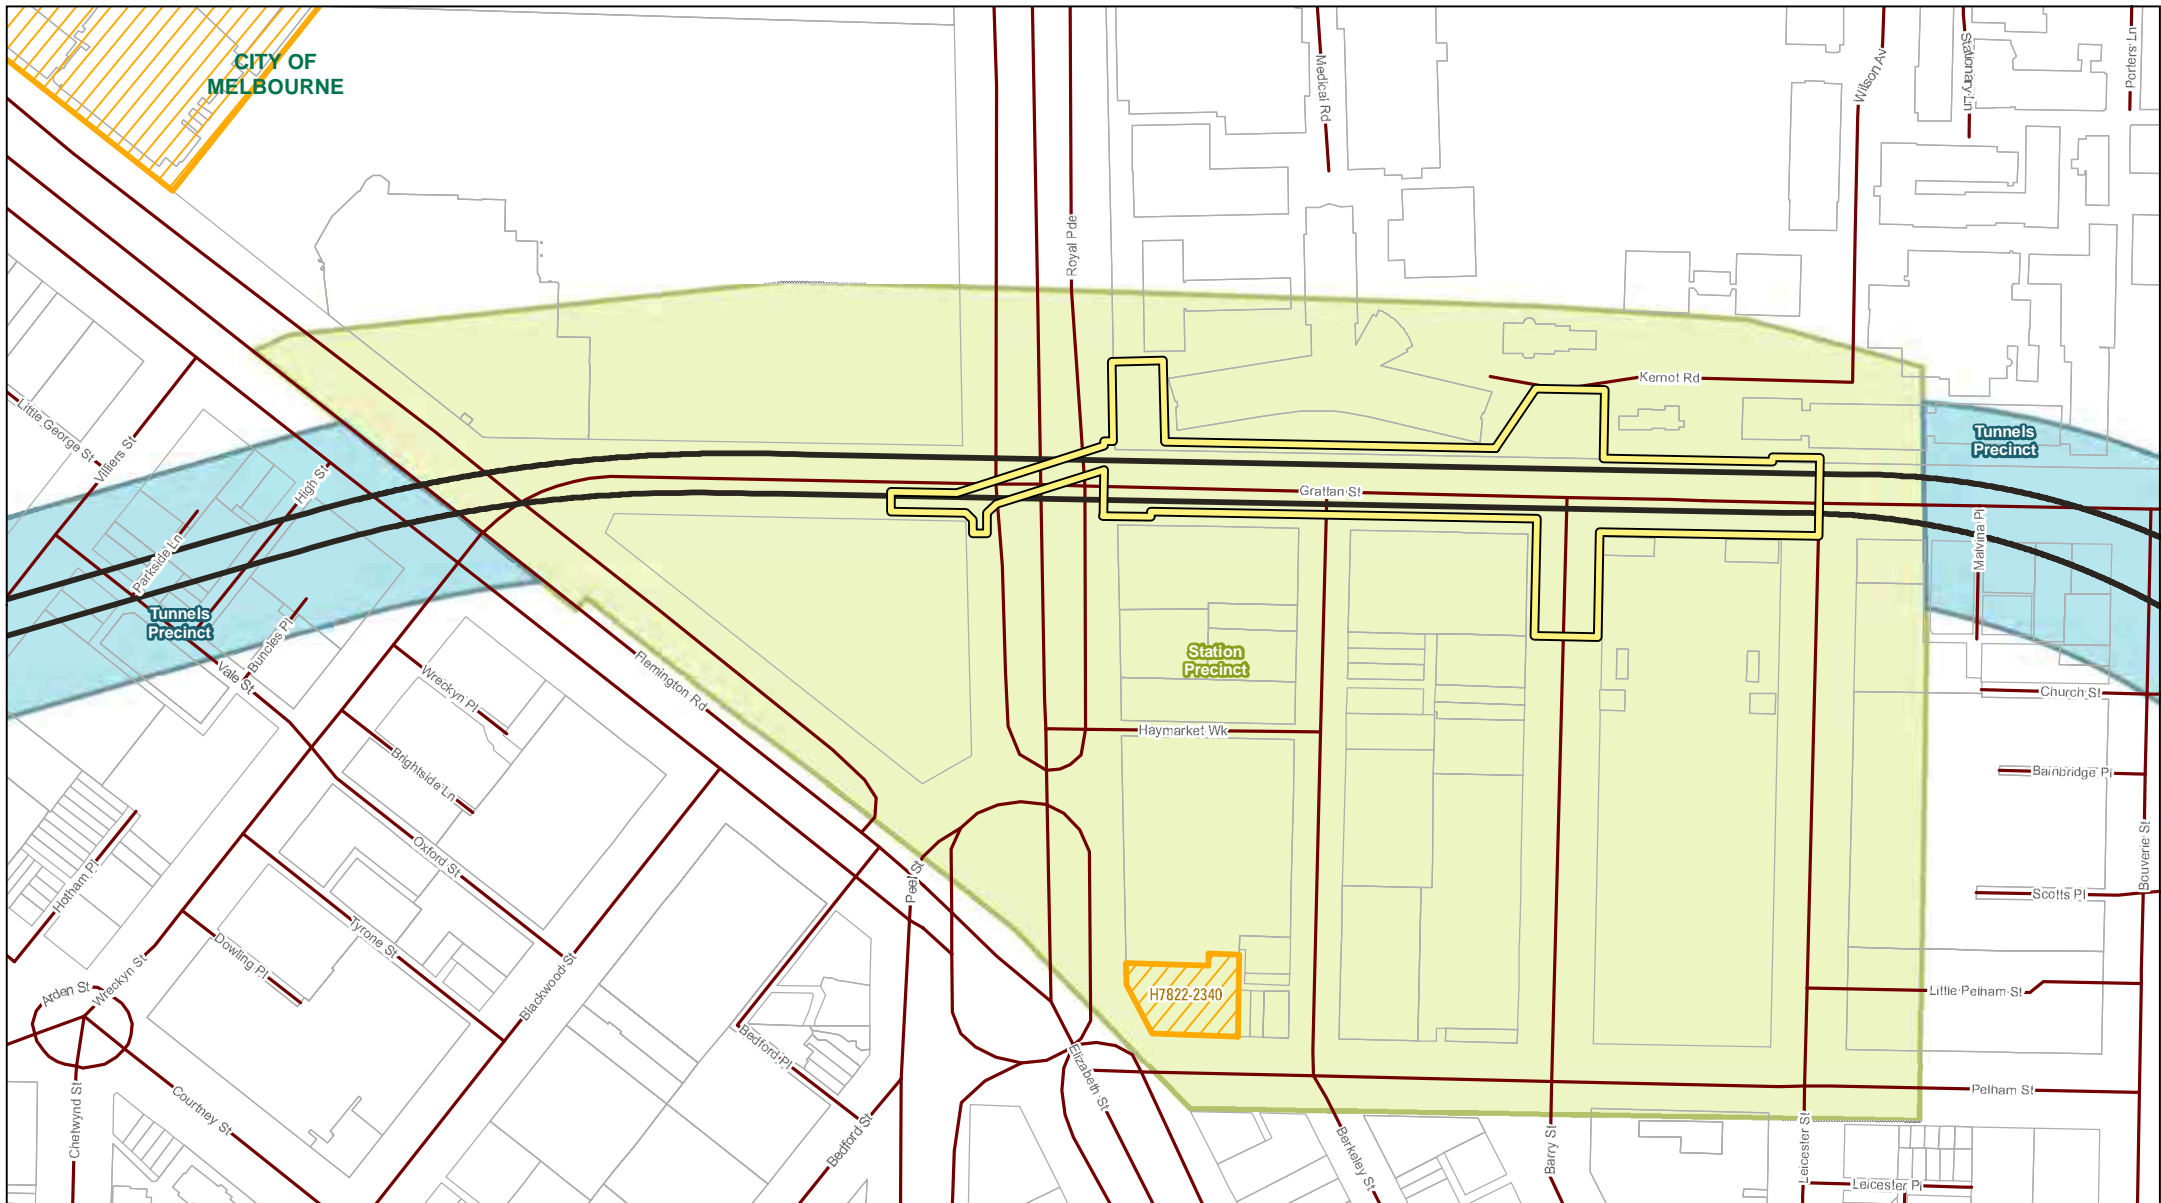 CITY OF
MELBOURNE
Medical Rd
Wilson Av
Stationary Ln
Porters Ln
Royal Pde
Kernot Rd
Little George St
Villiers St
High St
Tunnels
Precinct
Grattan St
Parkside Ln
Malvina Pl
Tunnels
Precinct
Buncles Pl
Vale St
Wreckyn Pl
Flemington Rd
Station
Precinct
Church St
Haymarket Wk
Brightside Ln
Bainbridge Pl
Hotham Pl
Oxford St
Peel St
Bouverie St
Scotts Pl
Tyrone St
Dowling Pl
Arden St
Wreckyn St
Blackwood St
H7822-2340
Little Pelham St
Bedford Pl
Elizabeth St
Pelham St
Chetwynd St
Courtney St
Bedford St
Berkeley St
Barry St
Leicester St
Leicester Pl